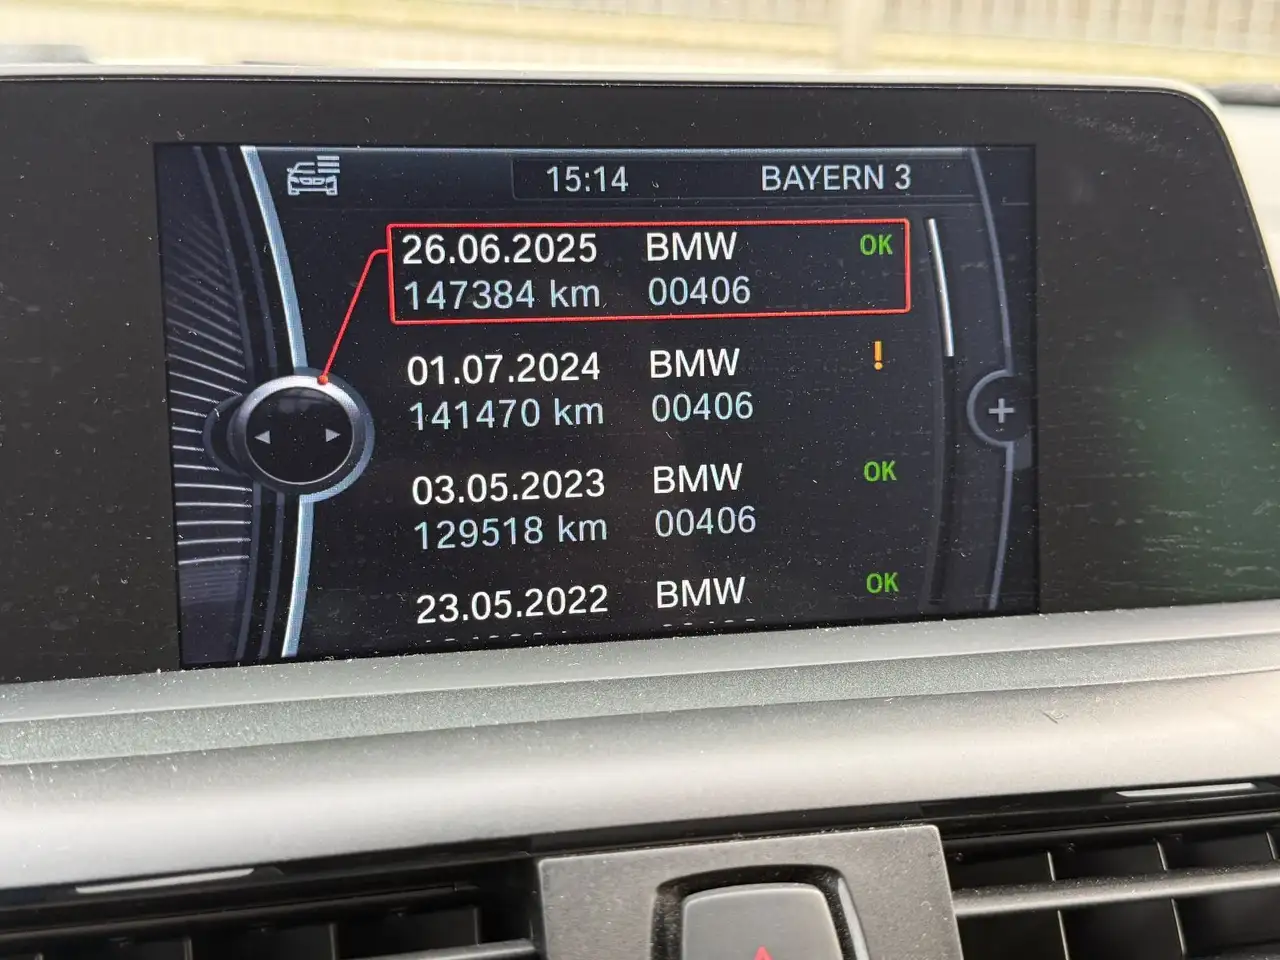 15:14 BAYERN 3
26.06.2025 BMW OK
147384 km 00406
01.07.2024 BMW !
141470 km 00406
03.05.2023 BMW OK
129518 km 00406
23.05.2022 BMW OK